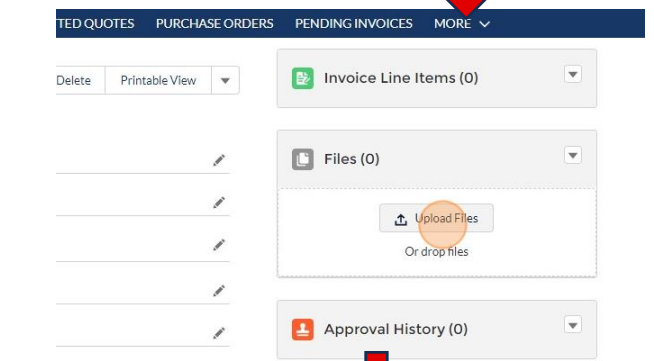 TED QUOTES PURCHASE ORDERS PENDING INVOICES MORE
Delete Printable View
Invoice Line Items (0)
Files (0)
Upload Files
Or drop files
Approval History (0)